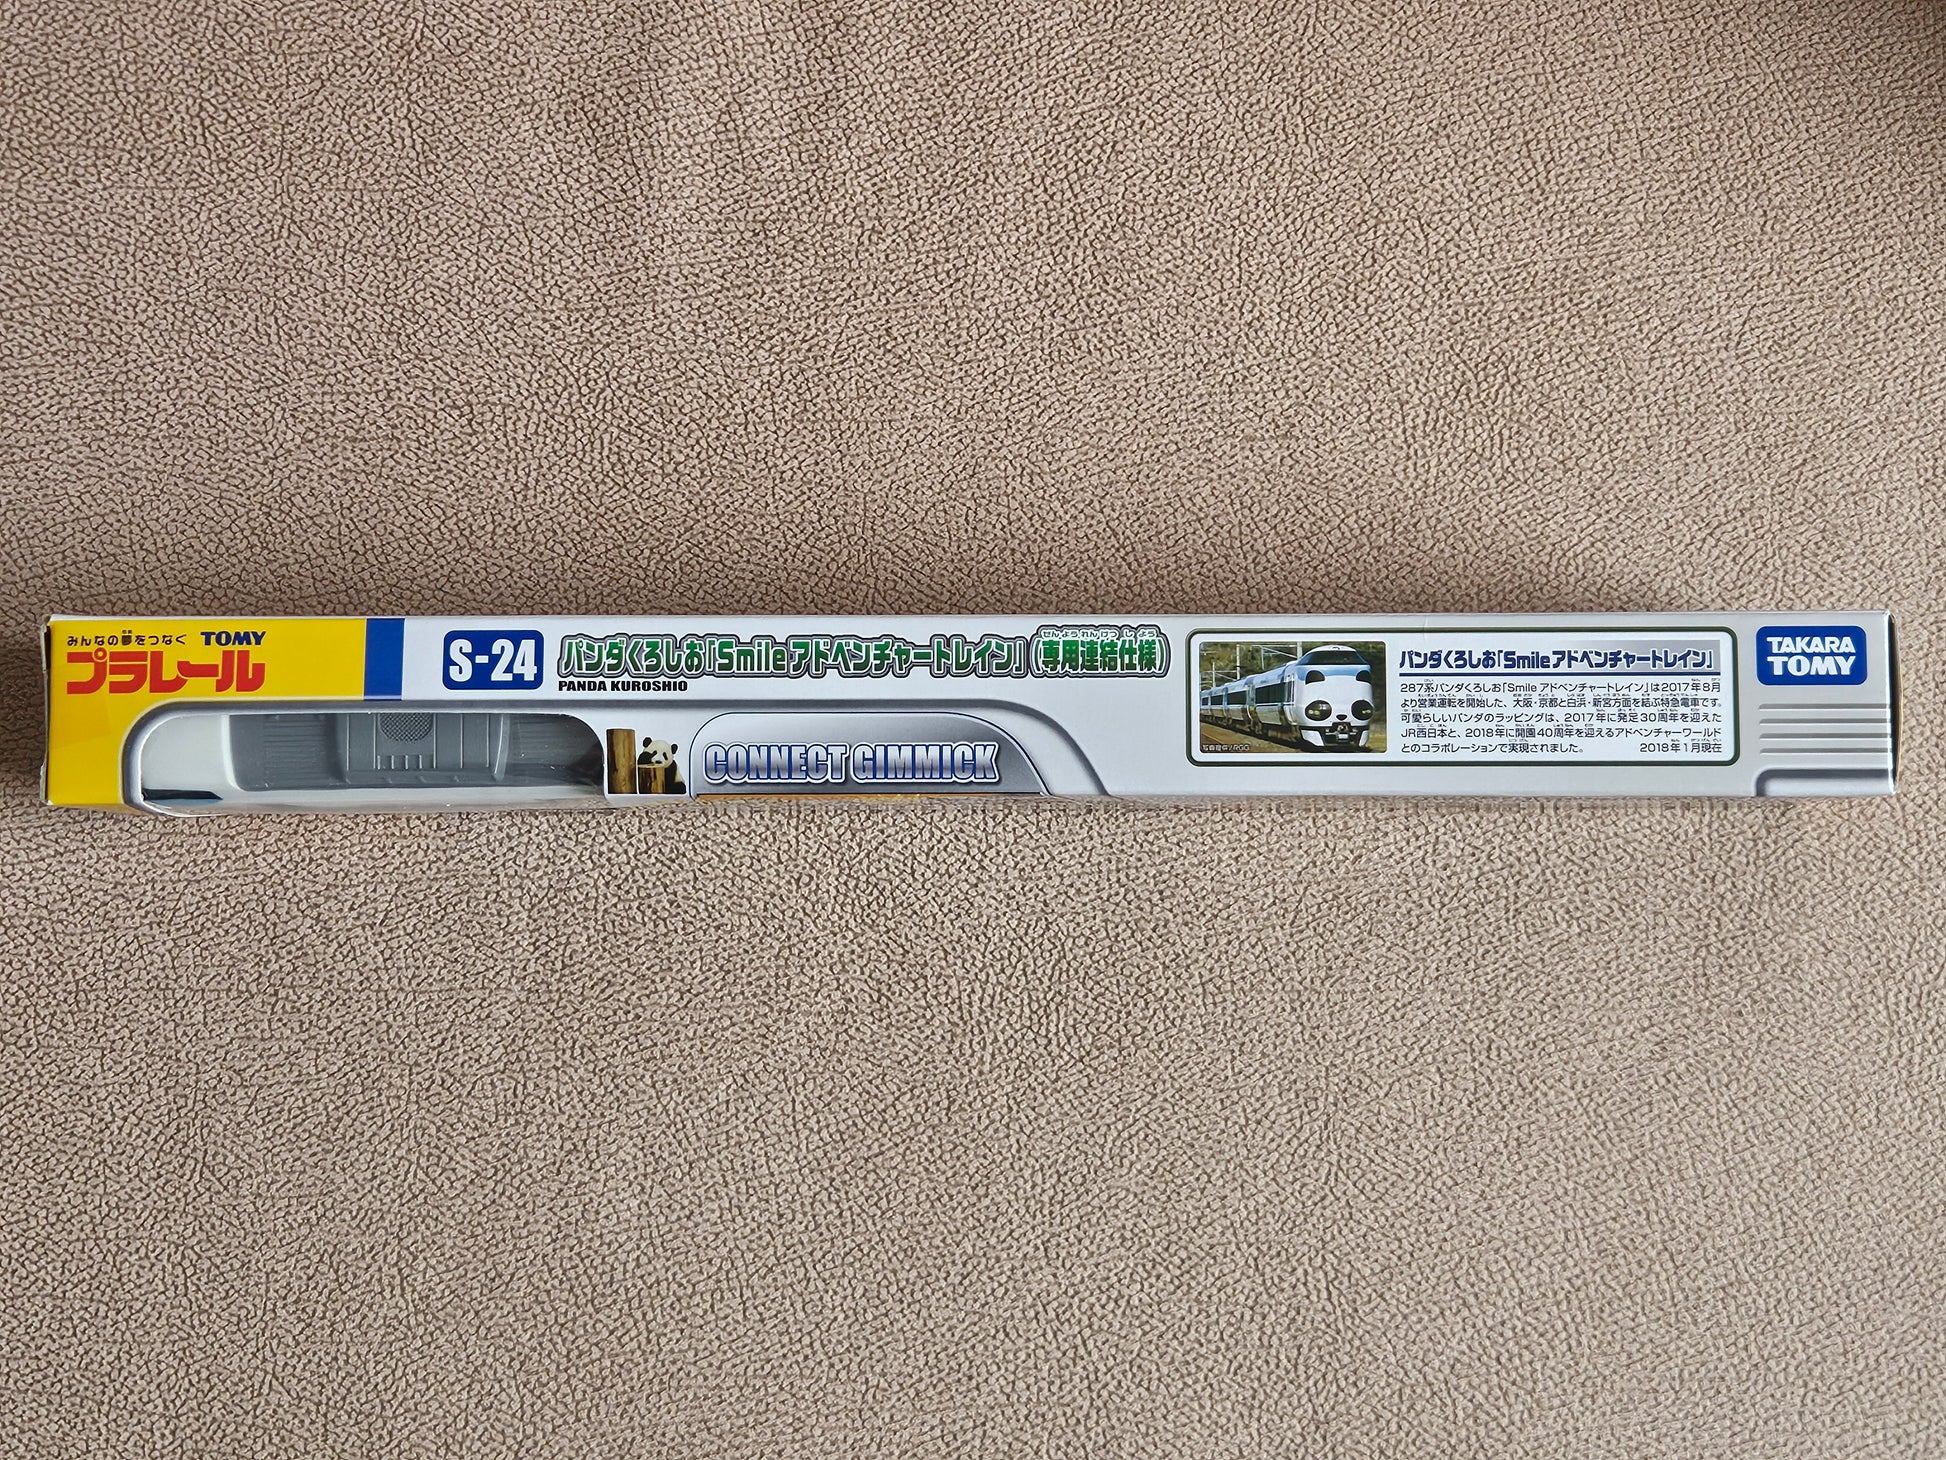 みんなの夢をつなぐ TOMY
プラレール
S-24
パンダくろしお「Smileアドベンチャートレイン」(専用連結仕様)
PANDA KUROSHIO
CONNECT GIMMICK
写真提供/RGG
パンダくろしお「Smileアドベンチャートレイン」
287系パンダくろしお「Smile アドベンチャートレイン」は2017年8月
より営業運転を開始した、大阪・京都と白浜・新宮方面を結ぶ特急電車です。
可愛らしいパンダのラッピングは、2017年に発足30周年を迎えた
JR西日本と、2018年に開園40周年を迎えるアドベンチャーワールド
とのコラボレーションで実現されました。 2018年1月現在
TAKARA
TOMY